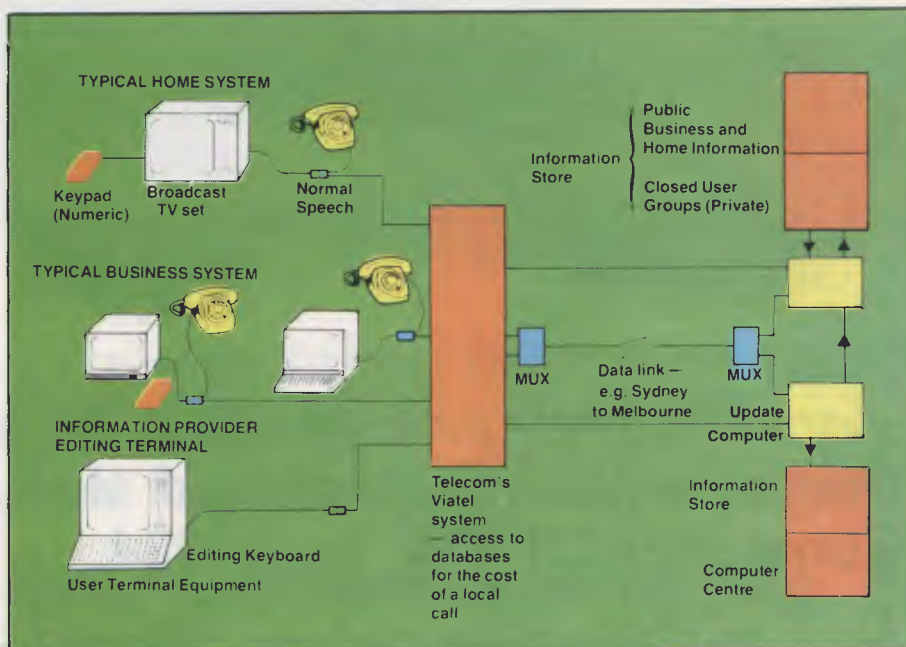 TYPICAL HOME SYSTEM
Keypad
(Numeric)
Broadcast
TV set
Normal
Speech
TYPICAL BUSINESS SYSTEM
INFORMATION PROVIDER
EDITING TERMINAL
Editing Keyboard
User Terminal Equipment
Telecom's
Viatel
system
— access to
databases
for the cost
of a local
call
MUX
Data link —
e.g. Sydney
to Melbourne
MUX
Information
Store
Public
Business and
Home Information
Closed User
Groups (Private)
Update
Computer
Information
Store
Computer
Centre